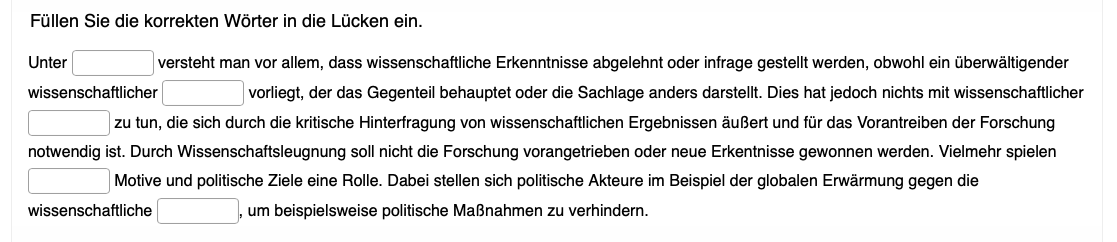 Füllen Sie die korrekten Wörter in die Lücken ein.
Unter versteht man vor allem, dass wissenschaftliche Erkenntnisse abgelehnt oder infrage gestellt werden, obwohl ein überwältigender
wissenschaftlicher vorliegt, der das Gegenteil behauptet oder die Sachlage anders darstellt. Dies hat jedoch nichts mit wissenschaftlicher
zu tun, die sich durch die kritische Hinterfragung von wissenschaftlichen Ergebnissen äußert und für das Vorantreiben der Forschung
notwendig ist. Durch Wissenschaftsleugnung soll nicht die Forschung vorangetrieben oder neue Erkentnisse gewonnen werden. Vielmehr spielen
Motive und politische Ziele eine Rolle. Dabei stellen sich politische Akteure im Beispiel der globalen Erwärmung gegen die
wissenschaftliche , um beispielsweise politische Maßnahmen zu verhindern.